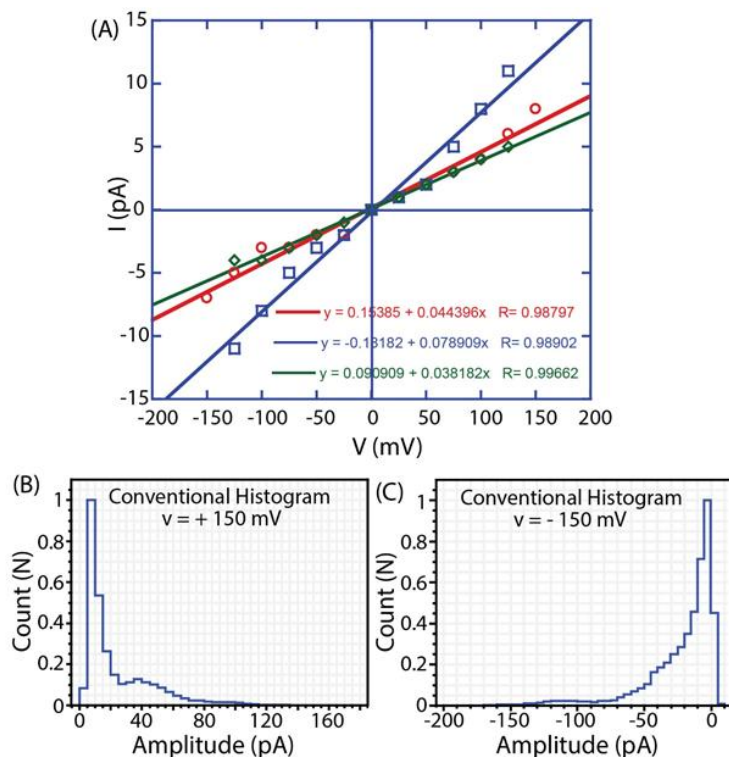 (A)
15
10
5
0
-5
-10
-15
I (pA)
y = 0.15385 + 0.044396x R= 0.98797
y = -0.18182 + 0.078909x R= 0.98902
y = 0.090909 + 0.038182x R= 0.99662
-200 -150 -100 -50 0 50 100 150 200
V (mV)
(B)
Conventional Histogram
v = + 150 mV
1
0.8
0.6
0.4
0.2
0
Count (N)
0 40 80 120 160
Amplitude (pA)
(C)
Conventional Histogram
v = - 150 mV
1
0.8
0.6
0.4
0.2
0
Count (N)
-200 -150 -100 -50 0
Amplitude (pA)